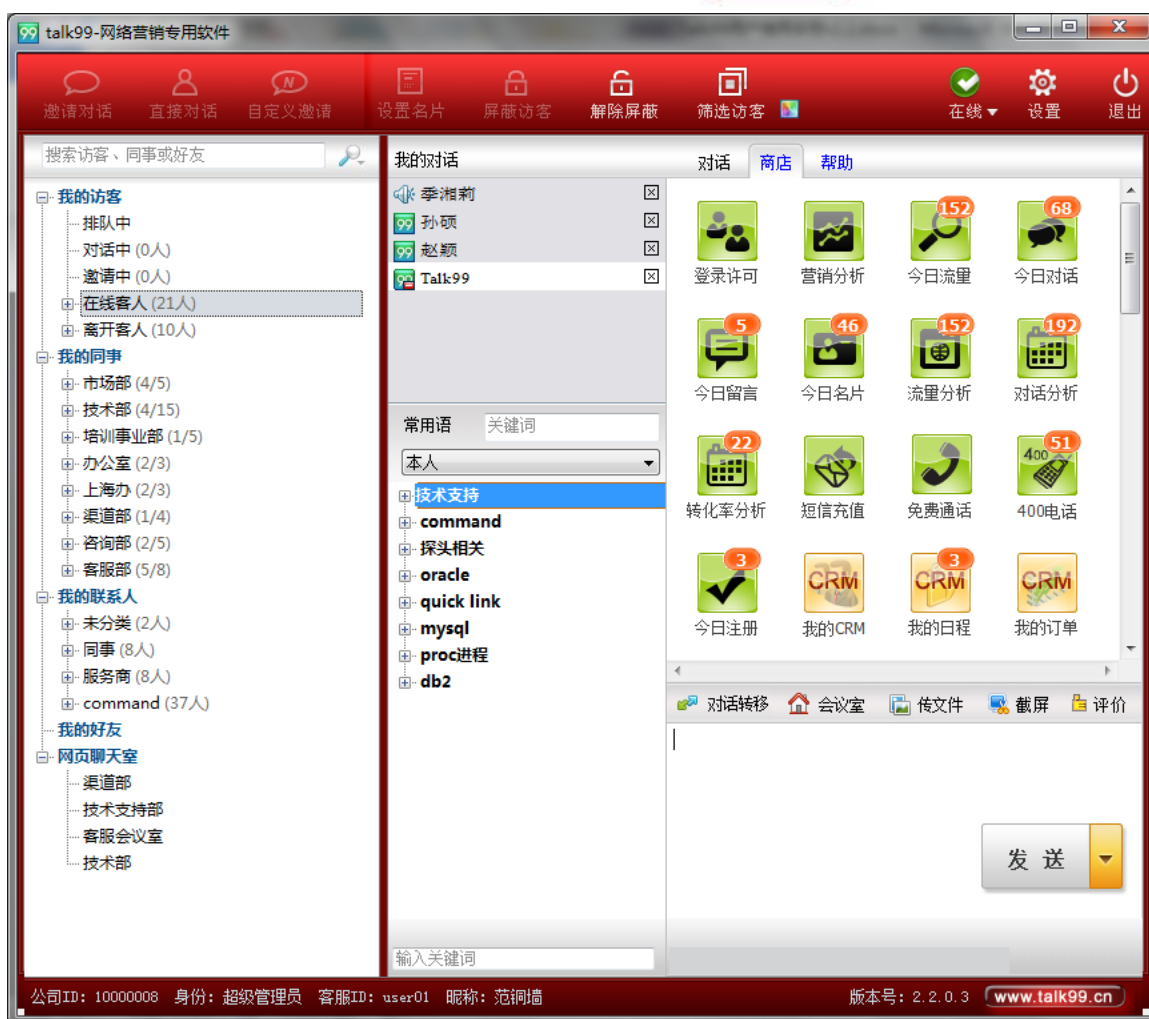 talk99-网络营销专用软件
邀请对话 直接对话 自定义邀请 设置名片 屏蔽访客 解除屏蔽 筛选访客 在线 设置 退出
搜索访客、同事或好友
我的访客
排队中
对话中 (0人)
邀请中 (0人)
在线客人 (21人)
离开客人 (10人)
我的同事
市场部 (4/5)
技术部 (4/15)
培训事业部 (1/5)
办公室 (2/3)
上海办 (2/3)
渠道部 (1/4)
咨询部 (2/5)
客服部 (5/8)
我的联系人
未分类 (2人)
同事 (8人)
服务商 (8人)
command (37人)
我的好友
网页聊天室
渠道部
技术支持部
客服会议室
技术部
我的对话
季湘莉
孙硕
赵颖
Talk99
常用语 关键词
本人
技术支持
command
探头相关
oracle
quick link
mysql
proc进程
db2
输入关键词
对话 商店 帮助
152 68
登录许可 营销分析 今日流量 今日对话
5 46 152 192
今日留言 今日名片 流量分析 对话分析
22 400 51
转化率分析 短信充值 免费通话 400电话
3 CRM CRM 3 CRM
今日注册 我的CRM 我的日程 我的订单
对话转移 会议室 传文件 截屏 评价
发 送
公司ID: 10000008 身份: 超级管理员 客服ID: user01 昵称: 范铜墙 版本号: 2.2.0.3 www.talk99.cn